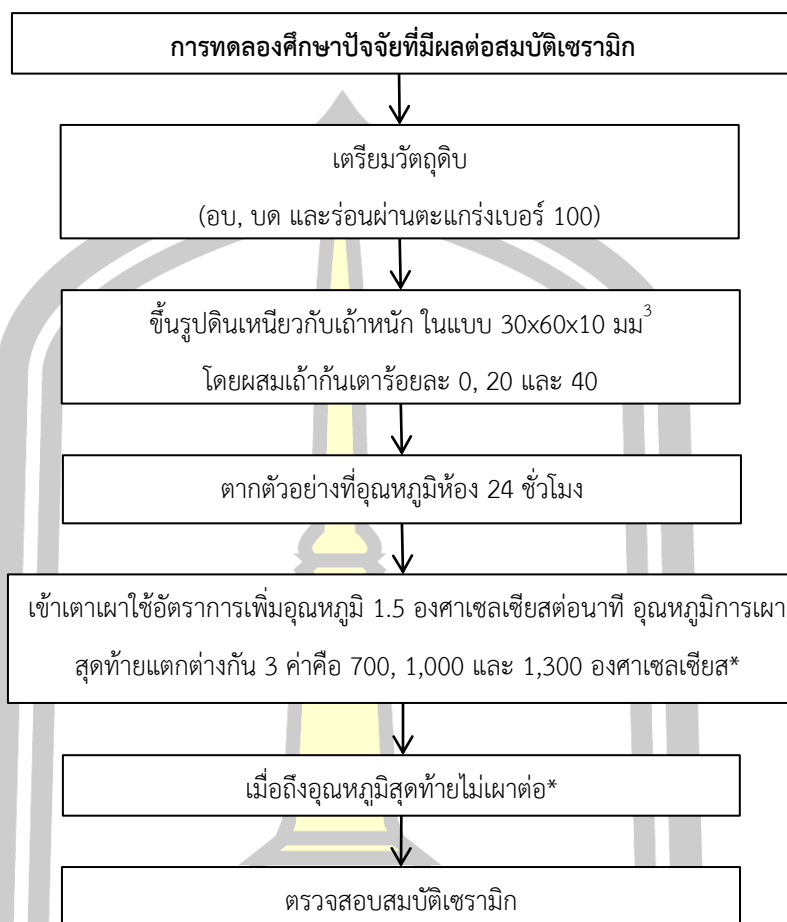 การทดลองศึกษาปัจจัยที่มีผลต่อสมบัติเซรามิก
เตรียมวัตถุดิบ
(อบ, บด และร่อนผ่านตะแกร่งเบอร์ 100)
ขึ้นรูปดินเหนียวกับเถ้าหนัก ในแบบ 30x60x10 มม³
โดยผสมเถ้าก้นเตาร้อยละ 0, 20 และ 40
ตากตัวอย่างที่อุณหภูมิห้อง 24 ชั่วโมง
เข้าเตาเผาใช้อัตราการเพิ่มอุณหภูมิ 1.5 องศาเซลเซียสต่อนาที อุณหภูมิการเผา
สุดท้ายแตกต่างกัน 3 ค่าคือ 700, 1,000 และ 1,300 องศาเซลเซียส*
เมื่อถึงอุณหภูมิสุดท้ายไม่เผาต่อ*
ตรวจสอบสมบัติเซรามิก